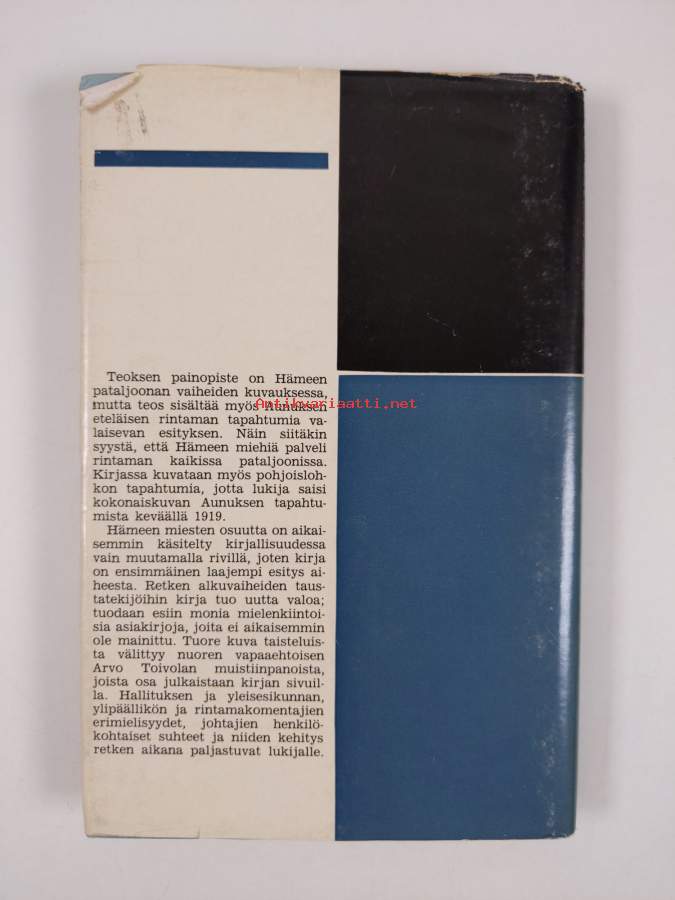 Teoksen painopiste on Hämeen
pataljoonan vaiheiden kuvauksessa,
mutta teos sisältää myös Aunuksen
eteläisen rintaman tapahtumia va-
laisevan esityksen. Näin siitäkin
syystä, että Hämeen miehiä palveli
rintaman kaikissa pataljoonissa.
Kirjassa kuvataan myös pohjoisloh-
kon tapahtumia, jotta lukija saisi
kokonaiskuvan Aunuksen tapahtu-
mista keväällä 1919.
Hämeen miesten osuutta on aikai-
semmin käsitelty kirjallisuudessa
vain muutamalla rivillä, joten kirja
on ensimmäinen laajempi esitys ai-
heesta. Retken alkuvaiheiden taus-
tatekijöihin kirja tuo uutta valoa;
tuodaan esiin monia mielenkiintoi-
sia asiakirjoja, joita ei aikaisemmin
ole mainittu. Tuore kuva taisteluis-
ta välittyy nuoren vapaaehtoisen
Arvo Toivolan muistiinpanoista,
joista osa julkaistaan kirjan sivuil-
la. Hallituksen ja yleisesikunnan,
ylipäällikön ja rintamakomentajien
erimielisyydet, johtajien henkilö-
kohtaiset suhteet ja niiden kehitys
retken aikana paljastuvat lukijalle.
Antikvariaatti.net